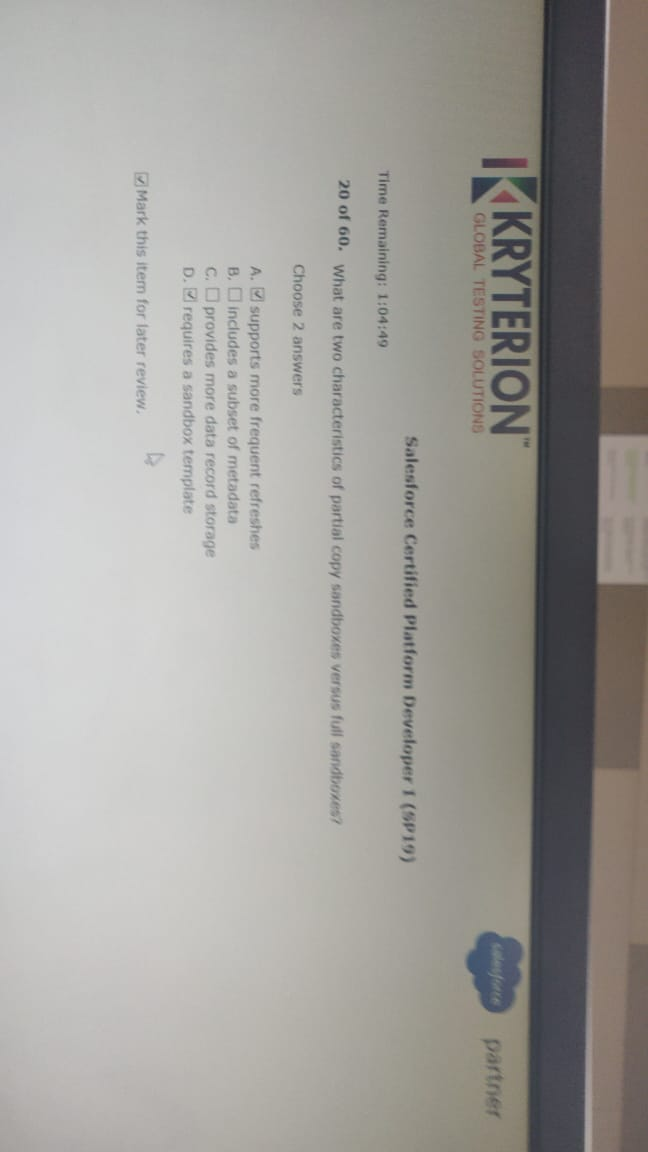 KRYTERION™
GLOBAL TESTING SOLUTIONS
salesforce partner
Salesforce Certified Platform Developer I (SP19)
Time Remaining: 1:04:49
20 of 60. What are two characteristics of partial copy sandboxes versus full sandboxes?
Choose 2 answers
A. supports more frequent refreshes
B. includes a subset of metadata
C. provides more data record storage
D. requires a sandbox template
Mark this item for later review.